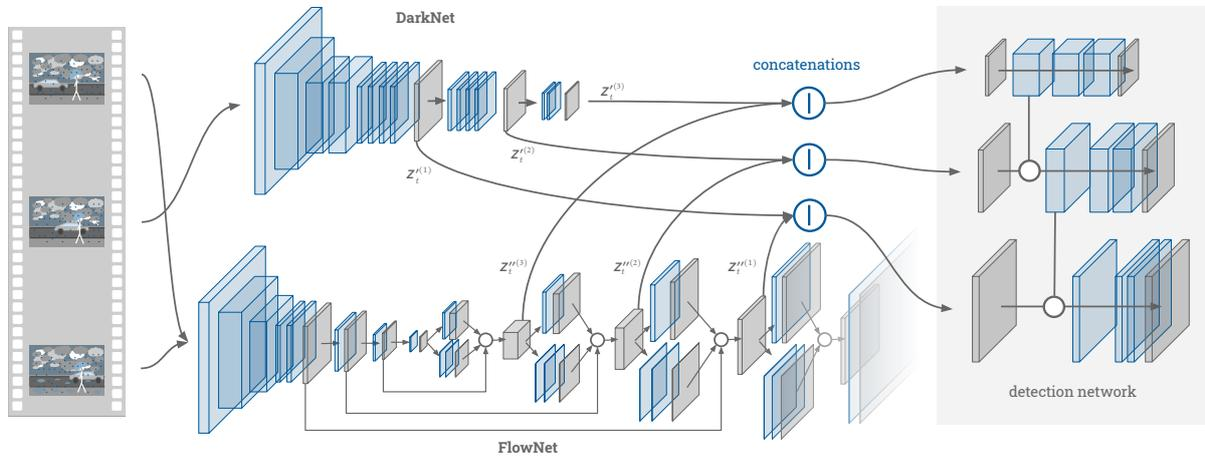 DarkNet
concatenations
Z′ₜ⁽³⁾
Z′ₜ⁽²⁾
Z′ₜ⁽¹⁾
Z″ₜ⁽³⁾
Z″ₜ⁽²⁾
Z″ₜ⁽¹⁾
detection network
FlowNet